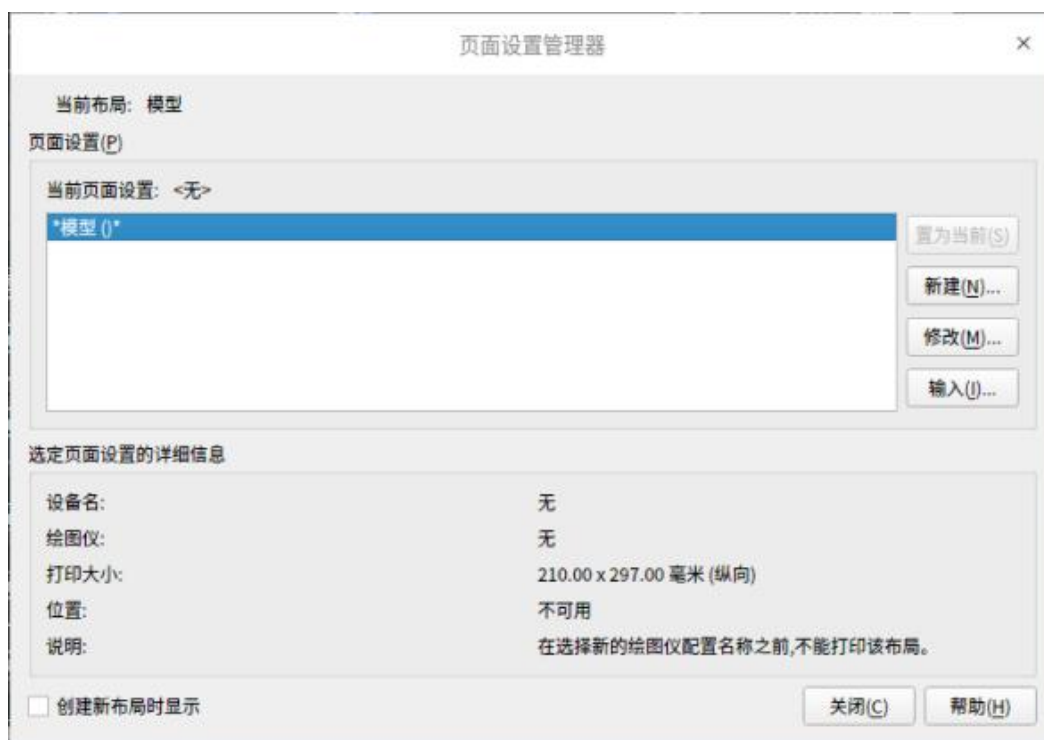 页面设置管理器
当前布局: 模型
页面设置(P)
当前页面设置: <无>
*模型 ()*
置为当前(S)
新建(N)...
修改(M)...
输入(I)...
选定页面设置的详细信息
设备名: 无
绘图仪: 无
打印大小: 210.00 x 297.00 毫米 (纵向)
位置: 不可用
说明: 在选择新的绘图仪配置名称之前,不能打印该布局。
创建新布局时显示
关闭(C)
帮助(H)